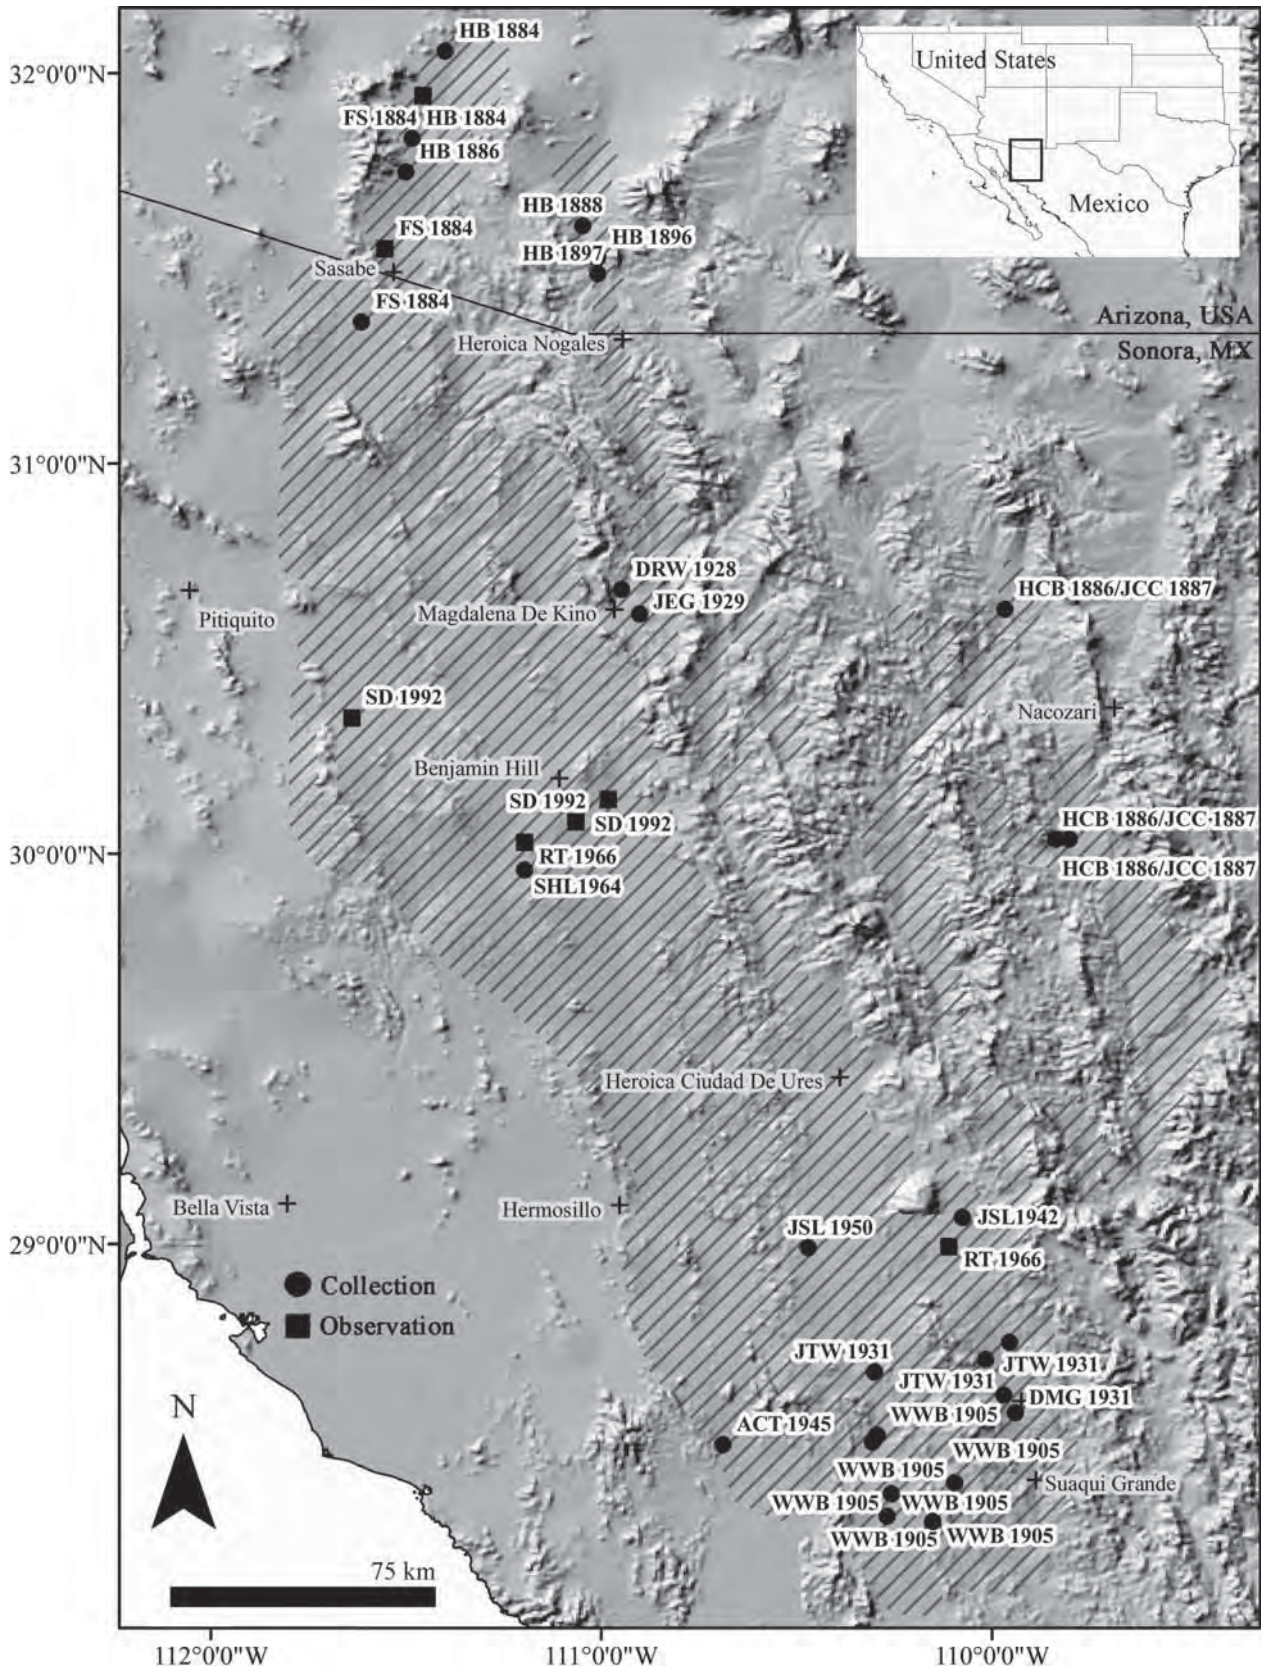 HB 1884
32°0'0"N
United States
FS 1884 HB 1884
HB 1886
HB 1888
Mexico
FS 1884
HB 1896
HB 1897
Sasabe
FS 1884
Arizona, USA
Heroica Nogales
Sonora, MX
31°0'0"N
DRW 1928
HCB 1886/JCC 1887
JEG 1929
Magdalena De Kino
Pitiquito
SD 1992
Nacozari
Benjamin Hill
SD 1992
HCB 1886/JCC 1887
SD 1992
30°0'0"N
RT 1966
HCB 1886/JCC 1887
SHL1964
Heroica Ciudad De Ures
Bella Vista
Hermosillo
JSL1942
JSL 1950
29°0'0"N
RT 1966
Collection
Observation
JTW 1931
JTW 1931
JTW 1931
DMG 1931
N
WWB 1905
ACT 1945
WWB 1905
WWB 1905
Suaqui Grande
WWB 1905
WWB 1905
WWB 1905
WWB 1905
75 km
112°0'0"W
111°0'0"W
110°0'0"W